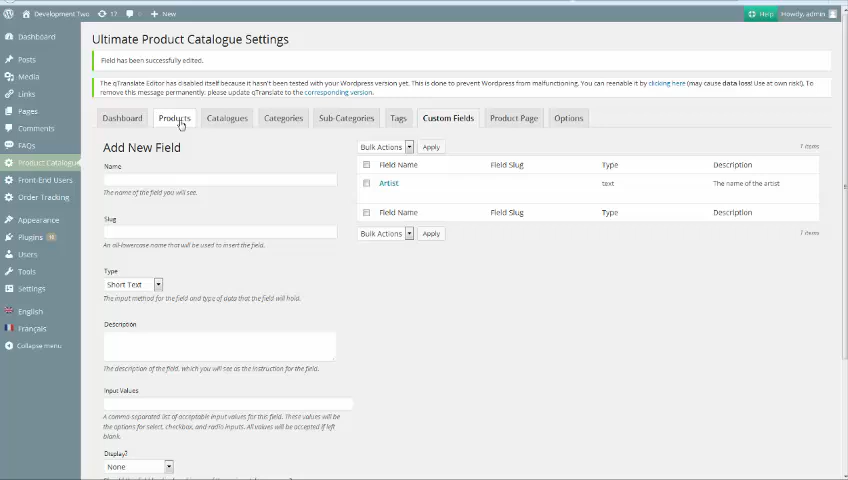 Development Two 17 New Help Howdy, admin
Dashboard
Posts
Media
Links
Pages
Comments
FAQs
Product Catalogue
Front-End Users
Order Tracking
Appearance
Plugins
Users
Tools
Settings
English
Français
Collapse menu
Ultimate Product Catalogue Settings
Field has been successfully edited.
The qTranslate Editor has disabled itself because it hasn't been tested with your Wordpress version yet. This is done to prevent Wordpress from malfunctioning. You can reenable it by clicking here (may cause data loss! Use at own risk!). To
remove this message permanently, please update qTranslate to the corresponding version.
Dashboard Products Catalogues Categories Sub-Categories Tags Custom Fields Product Page Options
Add New Field
Name
The name of the field you will see.
Slug
An all-lowercase name that will be used to insert the field.
Type
Short Text
The input method for the field and type of data that the field will hold.
Description
The description of the field, which you will see as the instruction for the field.
Input Values
A comma-separated list of acceptable input values for this field. These values will be
the options for select, checkbox, and radio inputs. All values will be accepted if left
blank.
Display?
None
Bulk Actions Apply 1 items
Field Name Field Slug Type Description
Artist text The name of the artist
Field Name Field Slug Type Description
Bulk Actions Apply 1 items